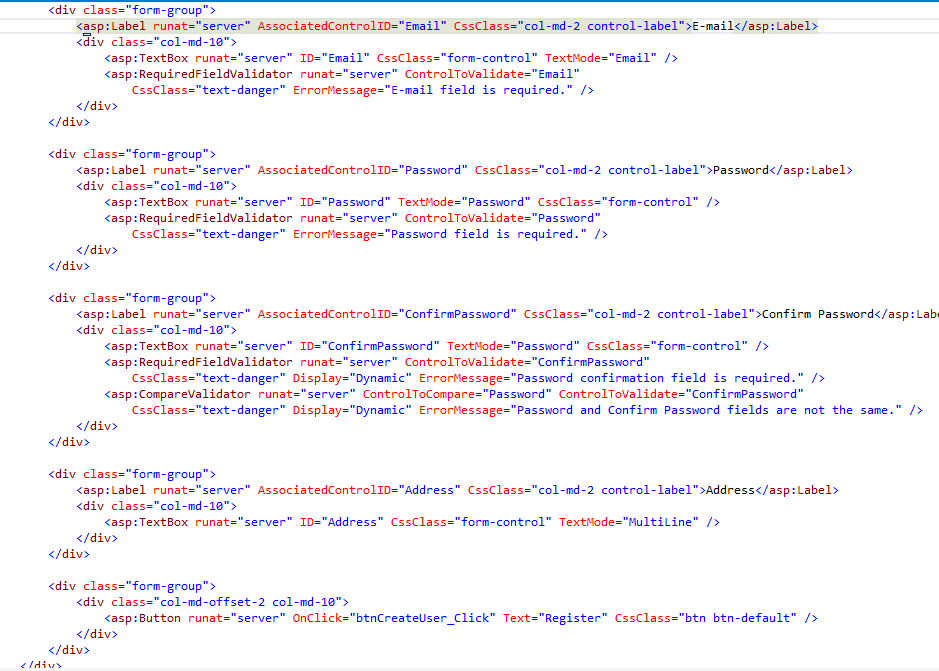 <div class="form-group">
<asp:Label runat="server" AssociatedControlID="Email" CssClass="col-md-2 control-label">E-mail</asp:Label>
<div class="col-md-10">
<asp:TextBox runat="server" ID="Email" CssClass="form-control" TextMode="Email" />
<asp:RequiredFieldValidator runat="server" ControlToValidate="Email"
CssClass="text-danger" ErrorMessage="E-mail field is required." />
</div>
</div>
<div class="form-group">
<asp:Label runat="server" AssociatedControlID="Password" CssClass="col-md-2 control-label">Password</asp:Label>
<div class="col-md-10">
<asp:TextBox runat="server" ID="Password" TextMode="Password" CssClass="form-control" />
<asp:RequiredFieldValidator runat="server" ControlToValidate="Password"
CssClass="text-danger" ErrorMessage="Password field is required." />
</div>
</div>
<div class="form-group">
<asp:Label runat="server" AssociatedControlID="ConfirmPassword" CssClass="col-md-2 control-label">Confirm Password</asp:Labe
<div class="col-md-10">
<asp:TextBox runat="server" ID="ConfirmPassword" TextMode="Password" CssClass="form-control" />
<asp:RequiredFieldValidator runat="server" ControlToValidate="ConfirmPassword"
CssClass="text-danger" Display="Dynamic" ErrorMessage="Password confirmation field is required." />
<asp:CompareValidator runat="server" ControlToCompare="Password" ControlToValidate="ConfirmPassword"
CssClass="text-danger" Display="Dynamic" ErrorMessage="Password and Confirm Password fields are not the same." />
</div>
</div>
<div class="form-group">
<asp:Label runat="server" AssociatedControlID="Address" CssClass="col-md-2 control-label">Address</asp:Label>
<div class="col-md-10">
<asp:TextBox runat="server" ID="Address" CssClass="form-control" TextMode="MultiLine" />
</div>
</div>
<div class="form-group">
<div class="col-md-offset-2 col-md-10">
<asp:Button runat="server" OnClick="btnCreateUser_Click" Text="Register" CssClass="btn btn-default" />
</div>
</div>
</div>